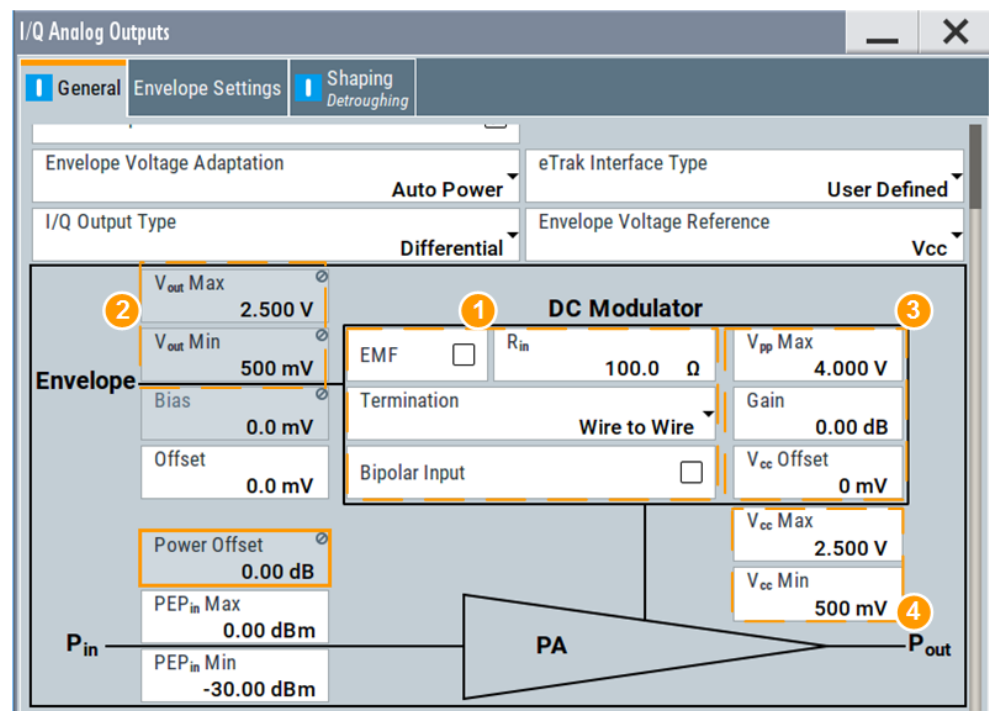 I/Q Analog Outputs
General
Envelope Settings
Shaping
Detroughing
Envelope Voltage Adaptation
Auto Power
eTrak Interface Type
User Defined
I/Q Output Type
Differential
Envelope Voltage Reference
Vcc
Vout Max
2.500 V
2
Vout Min
500 mV
Envelope
Bias
0.0 mV
Offset
0.0 mV
1
DC Modulator
3
EMF
Rin
100.0 Ω
Termination
Wire to Wire
Bipolar Input
Vpp Max
4.000 V
Gain
0.00 dB
Vcc Offset
0 mV
Vcc Max
2.500 V
Vcc Min
500 mV
4
Power Offset
0.00 dB
PEPin Max
0.00 dBm
Pin
PEPin Min
-30.00 dBm
PA
Pout